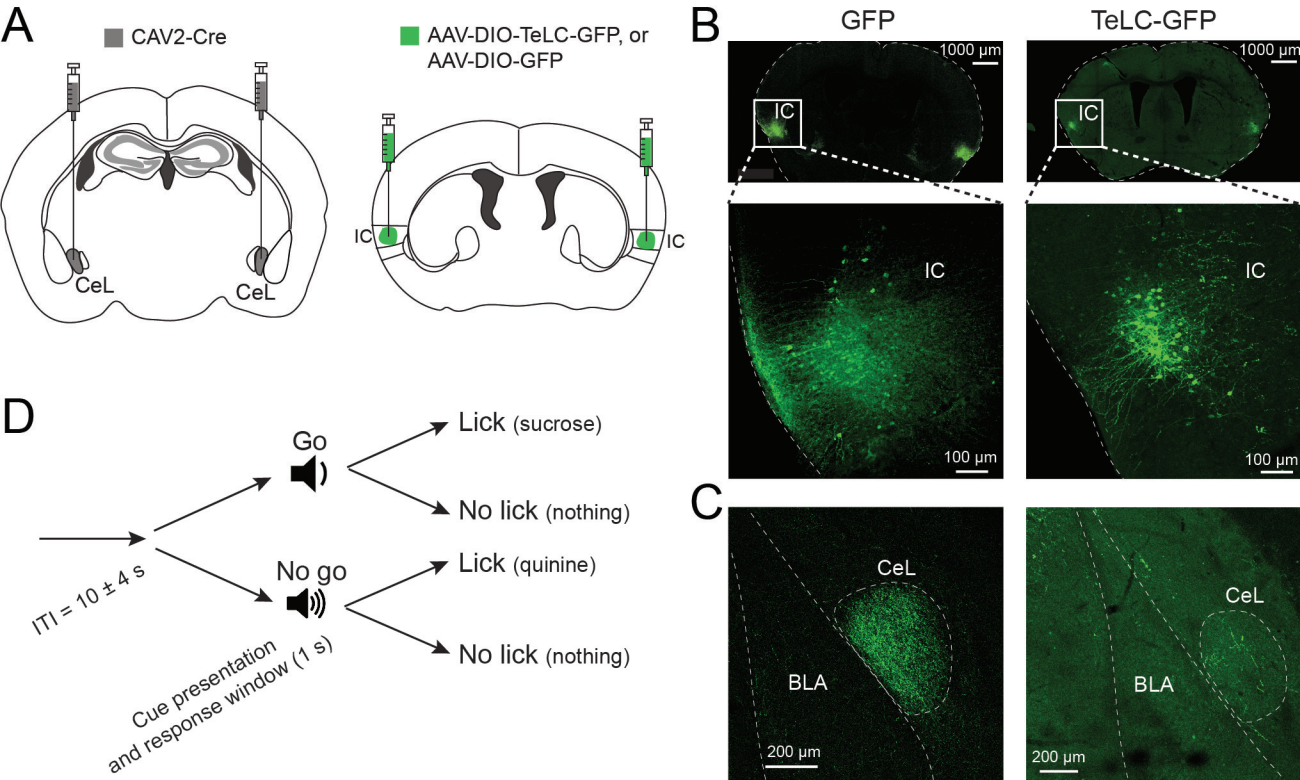 A
CAV2-Cre
AAV-DIO-TeLC-GFP, or
AAV-DIO-GFP
CeL
CeL
IC
IC
B
GFP
TeLC-GFP
1000 µm
1000 µm
IC
IC
IC
IC
100 µm
100 µm
C
CeL
CeL
BLA
BLA
200 µm
200 µm
D
ITI = 10 ± 4 s
Go
No go
Cue presentation
and response window (1 s)
Lick (sucrose)
No lick (nothing)
Lick (quinine)
No lick (nothing)